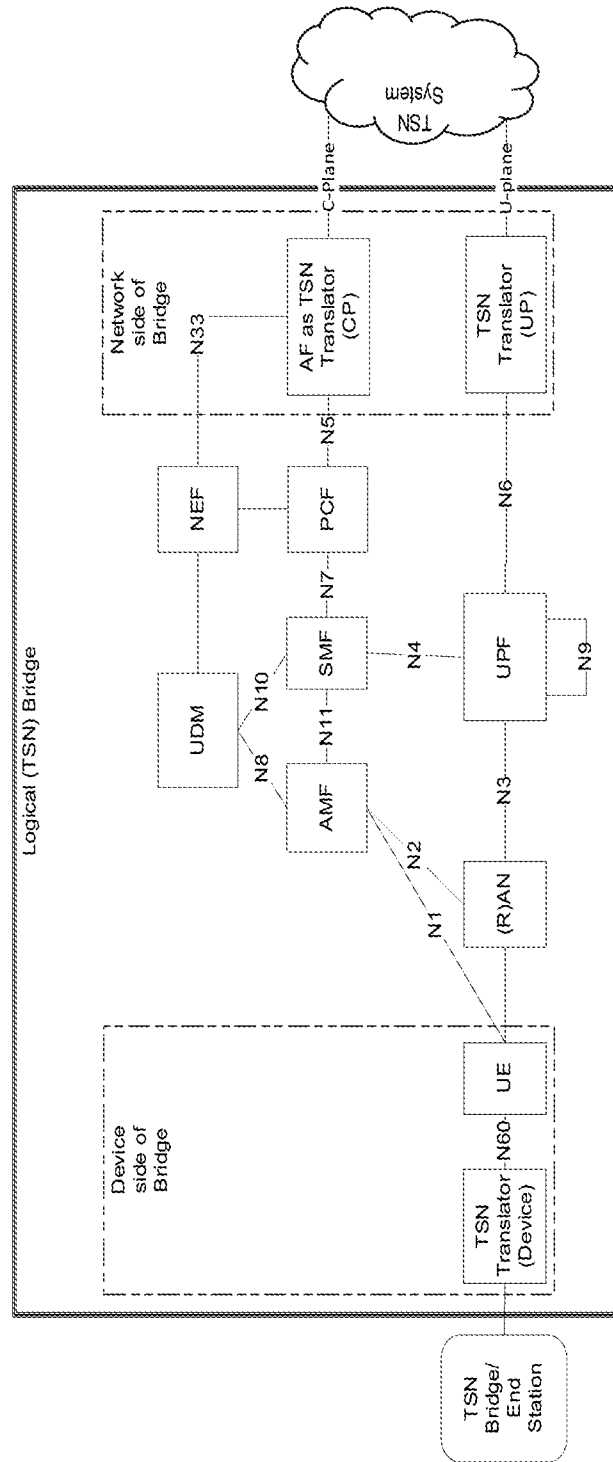 Logical (TSN) Bridge
Device
side of
Bridge
Network
side of
Bridge
TSN
Bridge/
End
Station
TSN
Translator
(Device)
N60
UE
N1
N2
(R)AN
N3
AMF
N8
UDM
N10
N11
SMF
N4
UPF
N9
N7
PCF
NEF
N33
N5
N6
AF as TSN
Translator
(CP)
TSN
Translator
(UP)
C-Plane
U-plane
TSN
System